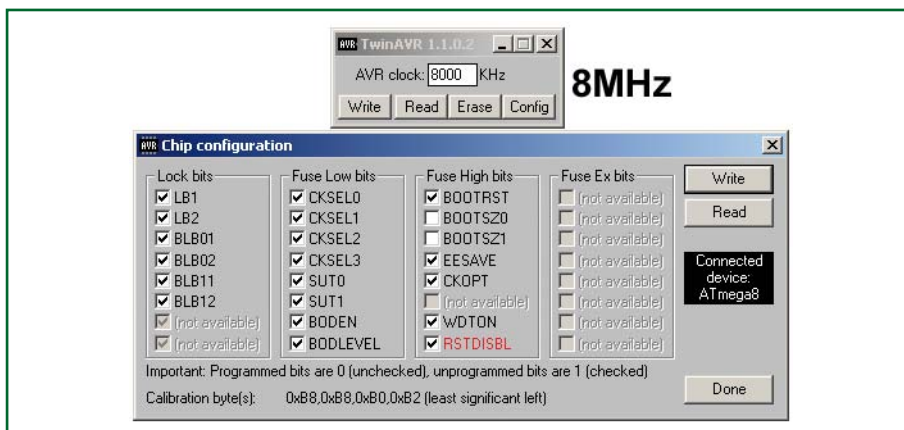 AVR TwinAVR 1.1.0.2
AVR clock: 8000 KHz
8MHz
Write Read Erase Config
AVR Chip configuration
Lock bits Fuse Low bits Fuse High bits Fuse Ex bits
LB1 CKSEL0 BOOTRST (not available)
LB2 CKSEL1 BOOTSZ0 (not available)
BLB01 CKSEL2 BOOTSZ1 (not available)
BLB02 CKSEL3 EESAVE (not available)
BLB11 SUT0 CKOPT (not available)
BLB12 SUT1 (not available) (not available)
(not available) BODEN WDTON (not available)
(not available) BODLEVEL RSTDISBL (not available)
Write
Read
Connected
device:
ATmega8
Important: Programmed bits are 0 (unchecked), unprogrammed bits are 1 (checked)
Calibration byte(s): 0xB8,0xB8,0xB0,0xB2 (least significant left)
Done